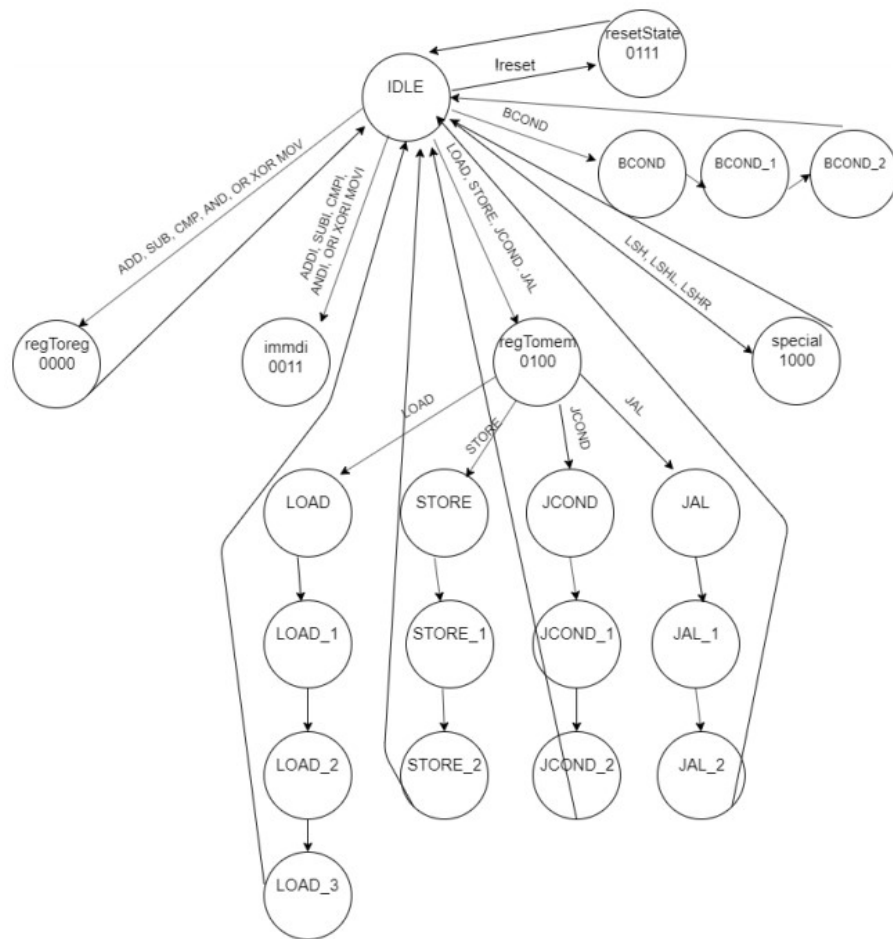 resetState
0111
!reset
IDLE
BCOND
BCOND
BCOND_1
BCOND_2
ADD, SUB, CMP, AND, OR XOR MOV
ADDI, SUBI, CMPI,
ANDI, ORI XORI MOVI
LOAD, STORE, JCOND, JAL
LSH, LSHL, LSHR
regToreg
0000
immdi
0011
regTomem
0100
special
1000
LOAD
STORE
JCOND
JAL
LOAD
STORE
JCOND
JAL
LOAD_1
STORE_1
JCOND_1
JAL_1
LOAD_2
STORE_2
JCOND_2
JAL_2
LOAD_3